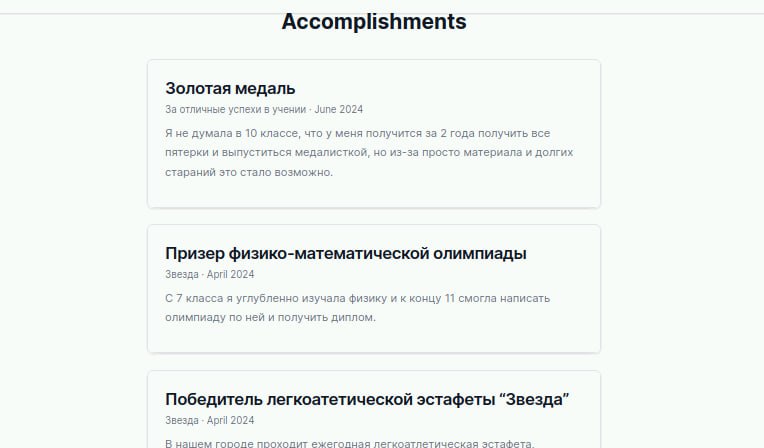 Accomplishments
Золотая медаль
За отличные успехи в учении · June 2024
Я не думала в 10 классе, что у меня получится за 2 года получить все
пятерки и выпуститься медалисткой, но из-за просто материала и долгих
стараний это стало возможно.
Призер физико-математической олимпиады
Звезда · April 2024
С 7 класса я углубленно изучала физику и к концу 11 смогла написать
олимпиаду по ней и получить диплом.
Победитель легкоатетической эстафеты “Звезда”
Звезда · April 2024
В нашем городе проходит ежегодная легкоатлетическая эстафета,